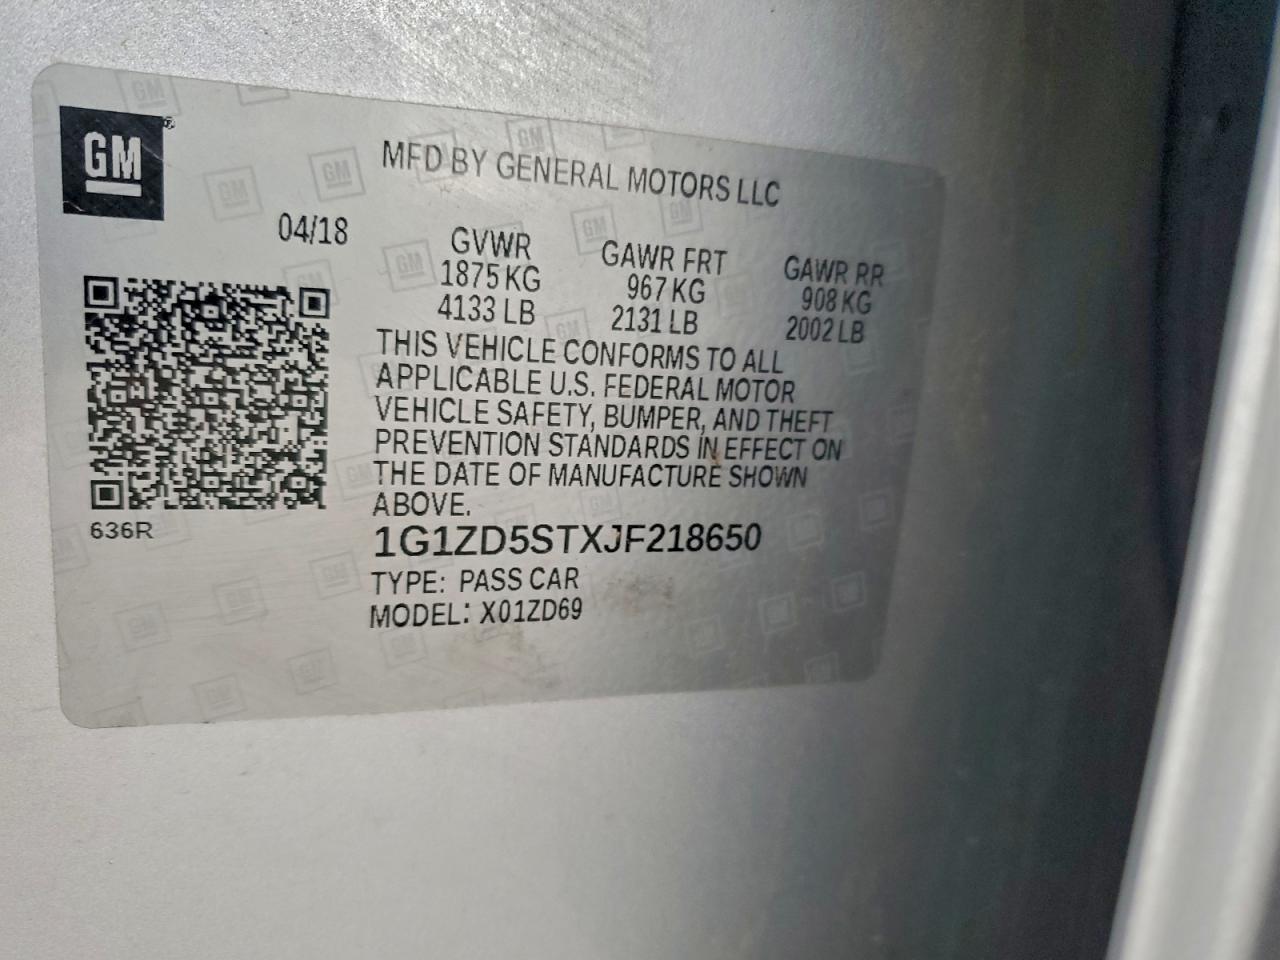 GM
MFD BY GENERAL MOTORS LLC
04/18
GVWR GAWR FRT GAWR RR
1875 KG 967 KG 908 KG
4133 LB 2131 LB 2002 LB
THIS VEHICLE CONFORMS TO ALL
APPLICABLE U.S. FEDERAL MOTOR
VEHICLE SAFETY, BUMPER, AND THEFT
PREVENTION STANDARDS IN EFFECT ON
THE DATE OF MANUFACTURE SHOWN
ABOVE.
636R
1G1ZD5STXJF218650
TYPE: PASS CAR
MODEL: X01ZD69